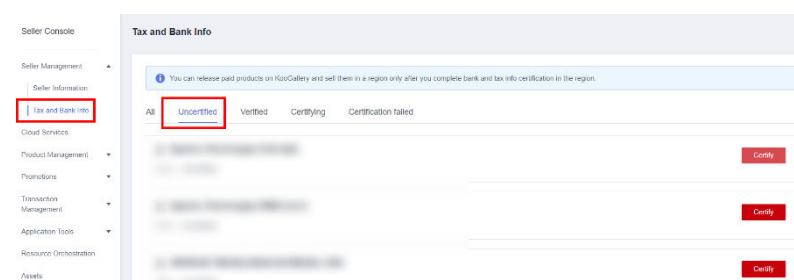 Seller Console
Tax and Bank Info
Seller Management
Seller Information
Tax and Bank Info
Cloud Services
Product Management
Promotions
Transaction
Management
Application Tools
Resource Orchestration
Assets
You can release paid products on KooGallery and sell them in a region only after you complete bank and tax info certification in the region.
All Uncertified Verified Certifying Certification failed
Certify
Certify
Certify